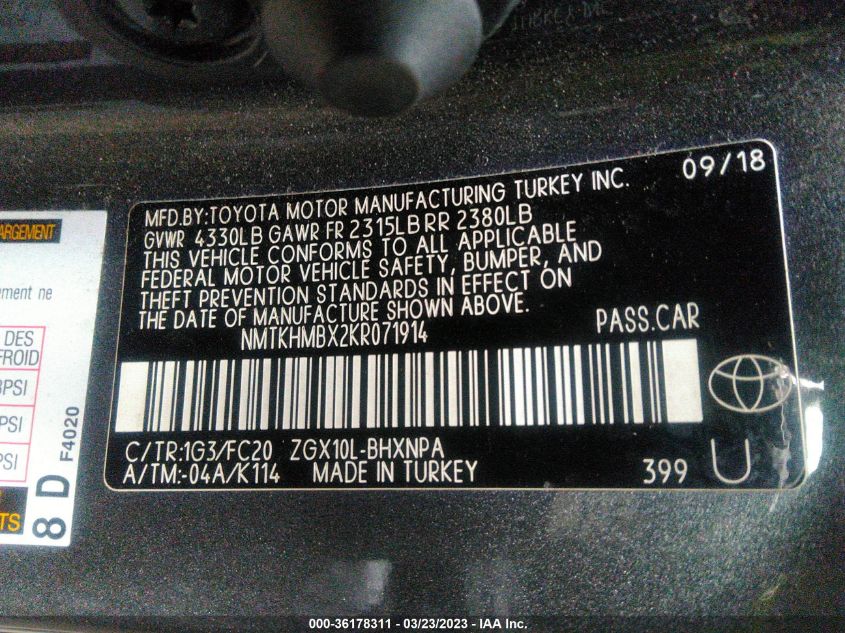 MFD.BY:TOYOTA MOTOR MANUFACTURING TURKEY INC. 09/18
GVWR 4330LB GAWR FR 2315LB RR 2380LB
THIS VEHICLE CONFORMS TO ALL APPLICABLE
FEDERAL MOTOR VEHICLE SAFETY, BUMPER, AND
THEFT PREVENTION STANDARDS IN EFFECT ON
THE DATE OF MANUFACTURE SHOWN ABOVE.
NMTKHMBX2KR071914 PASS.CAR
C/TR:1G3/FC20 ZGX10L-BHXNPA
A/TM:-04A/K114 MADE IN TURKEY 399 U
ement ne
DES
FROID
PSI
PSI
TS
8 D F4020
000-36178311 - 03/23/2023 - IAA Inc.